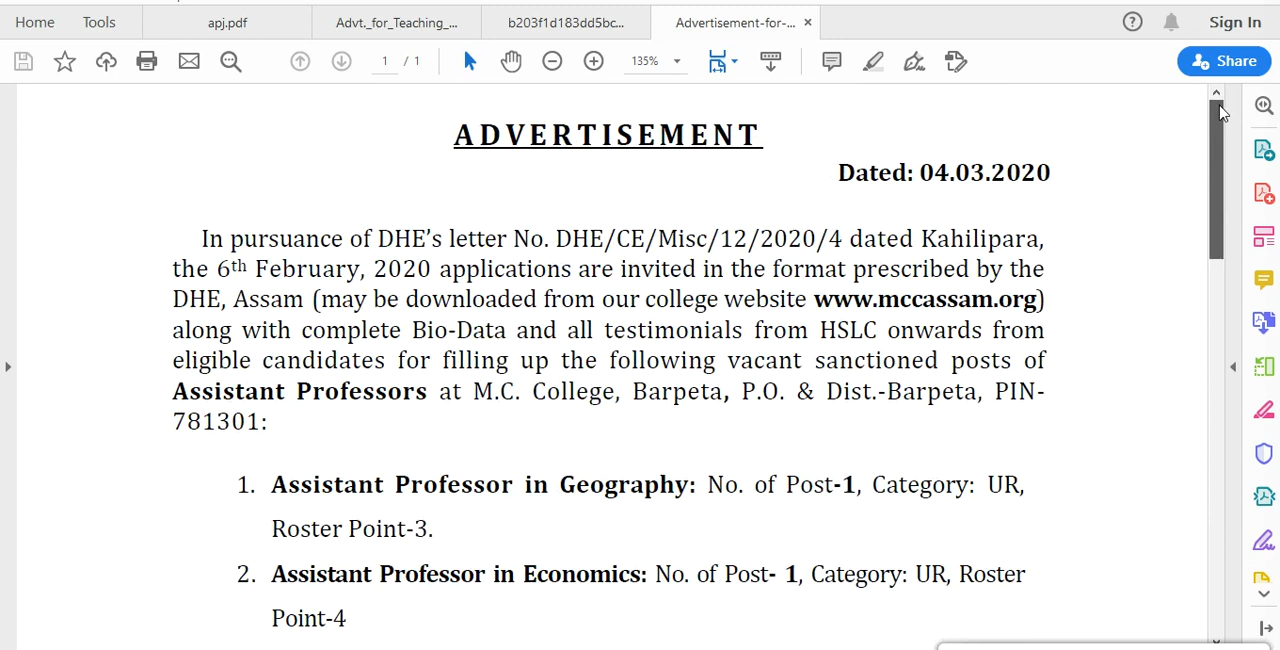 Home Tools apj.pdf Advt._for_Teaching_... b203f1d183dd5bc... Advertisement-for-... × Sign In
1 / 1 135% Share
ADVERTISEMENT
Dated: 04.03.2020
In pursuance of DHE’s letter No. DHE/CE/Misc/12/2020/4 dated Kahilipara,
the 6th February, 2020 applications are invited in the format prescribed by the
DHE, Assam (may be downloaded from our college website www.mccassam.org)
along with complete Bio-Data and all testimonials from HSLC onwards from
eligible candidates for filling up the following vacant sanctioned posts of
Assistant Professors at M.C. College, Barpeta, P.O. & Dist.-Barpeta, PIN-
781301:
1. Assistant Professor in Geography: No. of Post-1, Category: UR,
Roster Point-3.
2. Assistant Professor in Economics: No. of Post- 1, Category: UR, Roster
Point-4